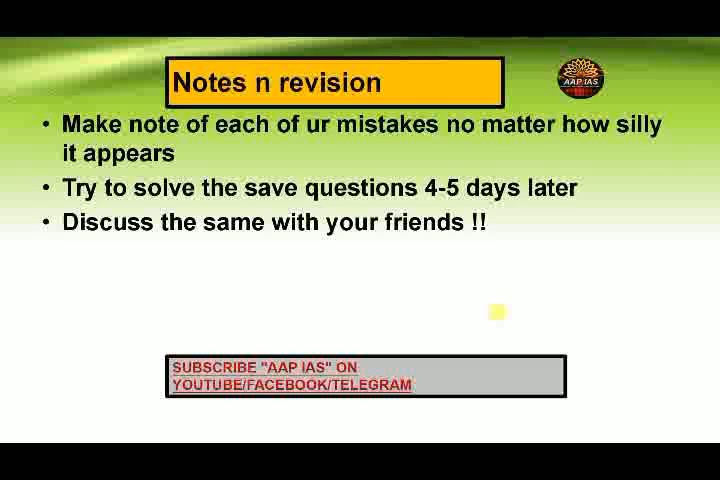 Notes n revision
AAP IAS
• Make note of each of ur mistakes no matter how silly
it appears
• Try to solve the save questions 4-5 days later
• Discuss the same with your friends !!
SUBSCRIBE "AAP IAS" ON
YOUTUBE/FACEBOOK/TELEGRAM